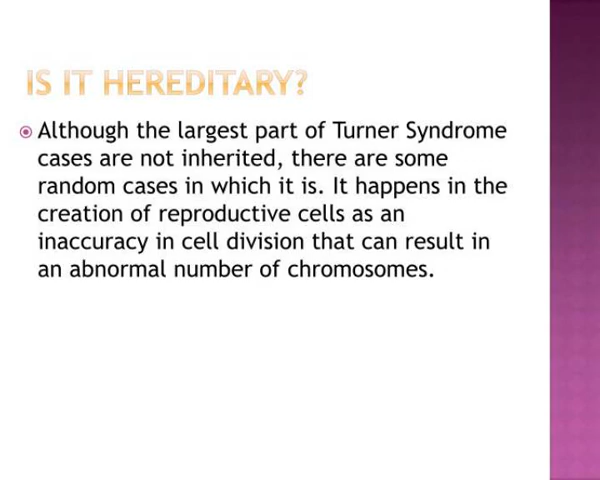 IS IT HEREDITARY?
Although the largest part of Turner Syndrome
cases are not inherited, there are some
random cases in which it is. It happens in the
creation of reproductive cells as an
inaccuracy in cell division that can result in
an abnormal number of chromosomes.